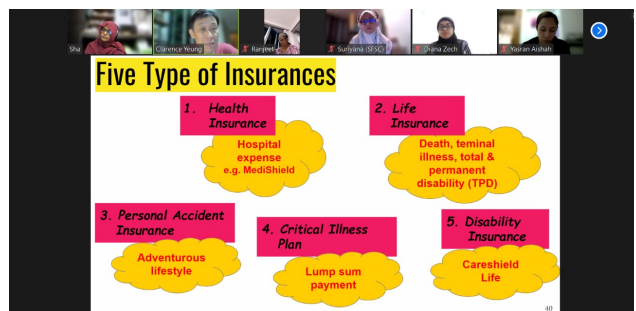 Sha
Clarence Yeung
Ranjeet
Suriyana (SFSC)
Diana Zech
Yasran Aishah
Five Type of Insurances
1. Health
Insurance
Hospital
expense
e.g. MediShield
2. Life
Insurance
Death, teminal
illness, total &
permanent
disability (TPD)
3. Personal Accident
Insurance
Adventurous
lifestyle
4. Critical Illness
Plan
Lump sum
payment
5. Disability
Insurance
Careshield
Life
40